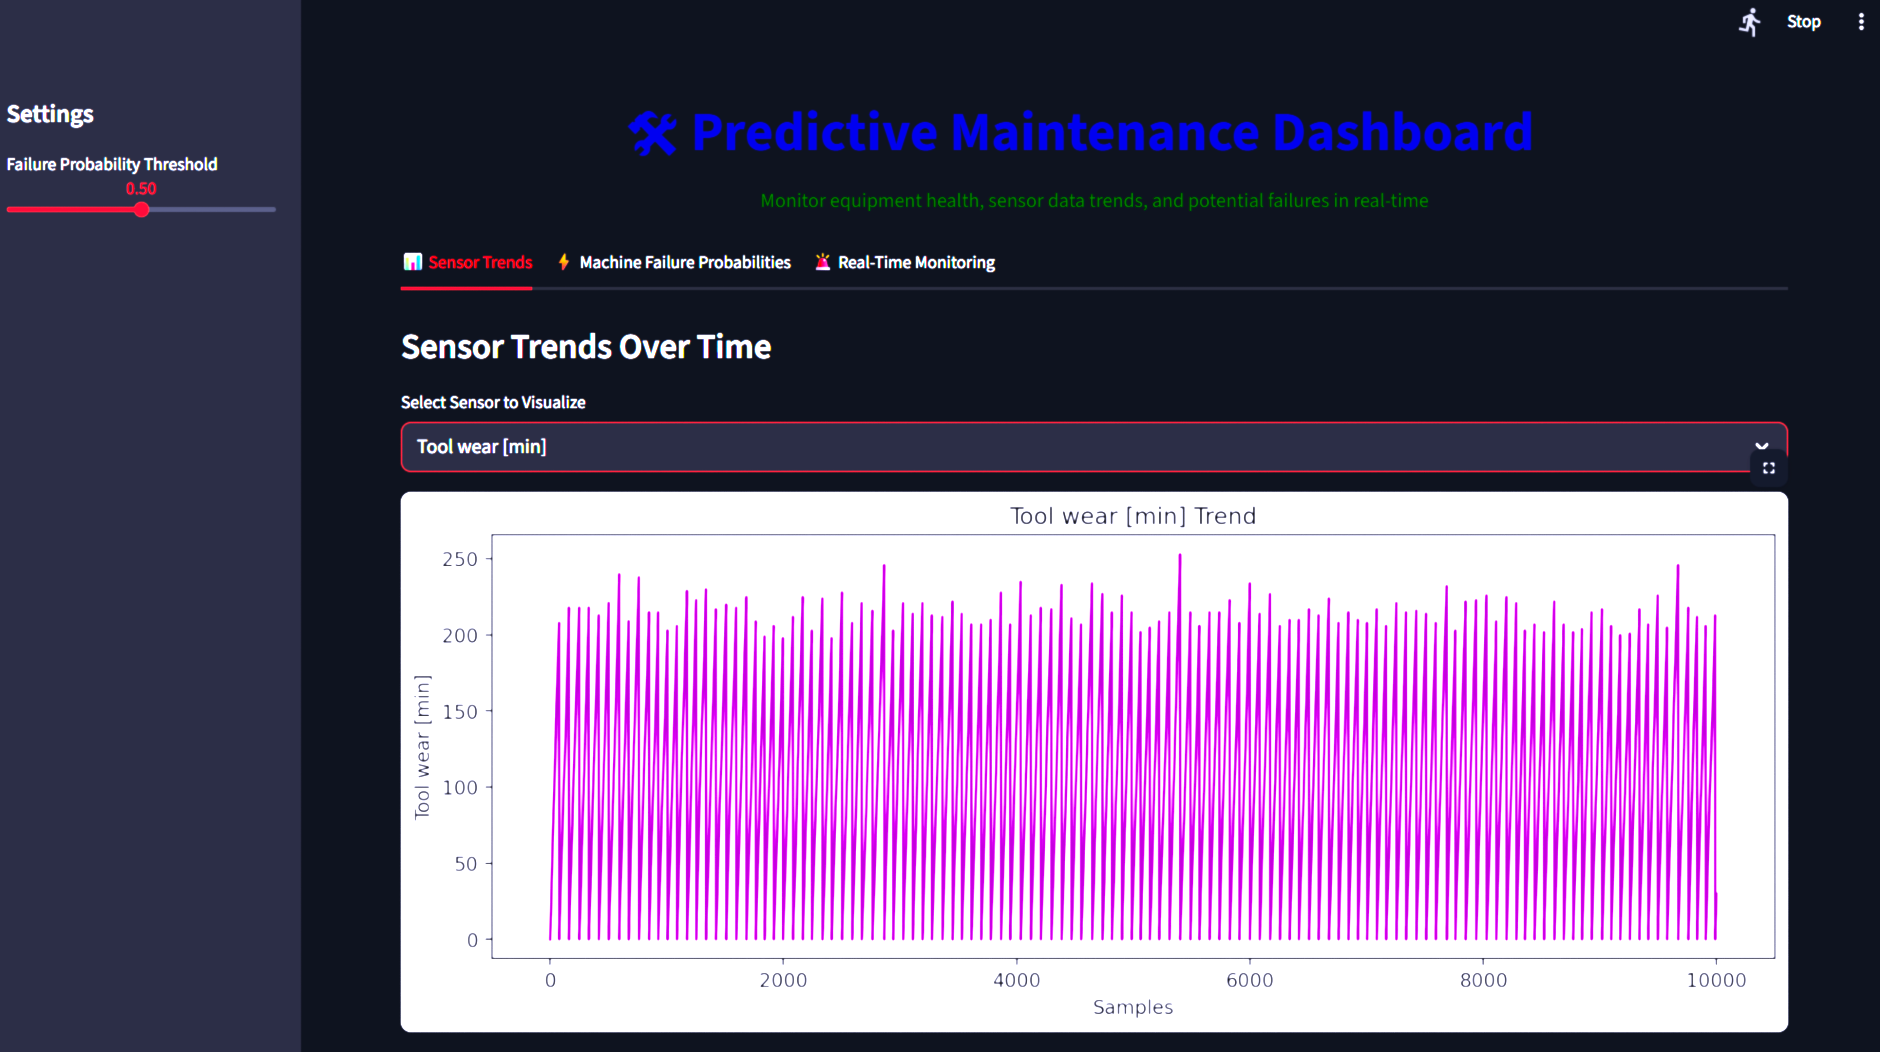 Stop
Settings
Failure Probability Threshold
0.50
Predictive Maintenance Dashboard
Monitor equipment health, sensor data trends, and potential failures in real-time
Sensor Trends Machine Failure Probabilities Real-Time Monitoring
Sensor Trends Over Time
Select Sensor to Visualize
Tool wear [min]
Tool wear [min] Trend
Tool wear [min]
250
200
150
100
50
0
0 2000 4000 6000 8000 10000
Samples